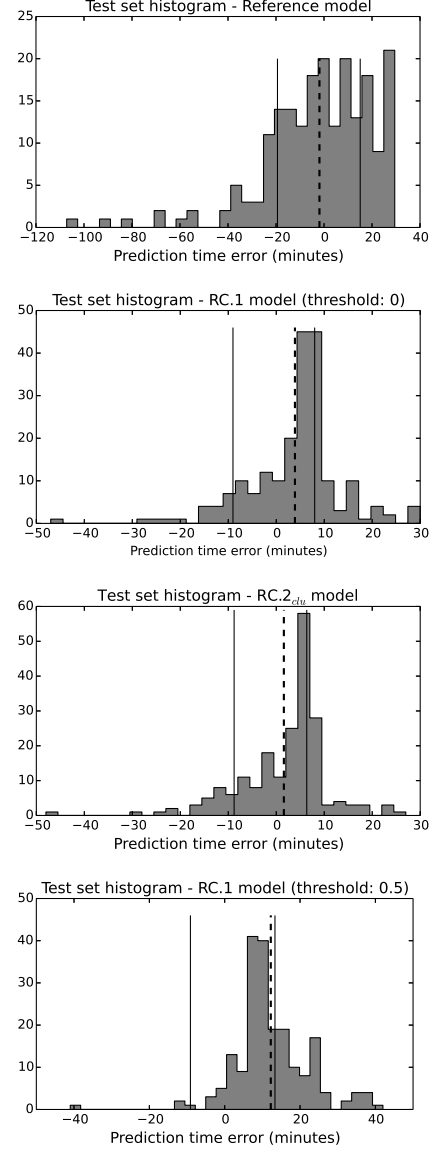 Test set histogram - Reference model
25
20
15
10
5
0
−120 −100 −80 −60 −40 −20 0 20 40
Prediction time error (minutes)
Test set histogram - RC.1 model (threshold: 0)
50
40
30
20
10
0
−50 −40 −30 −20 −10 0 10 20 30
Prediction time error (minutes)
Test set histogram - RC.2clu model
60
50
40
30
20
10
0
−50 −40 −30 −20 −10 0 10 20 30
Prediction time error (minutes)
Test set histogram - RC.1 model (threshold: 0.5)
50
40
30
20
10
0
−40 −20 0 20 40
Prediction time error (minutes)